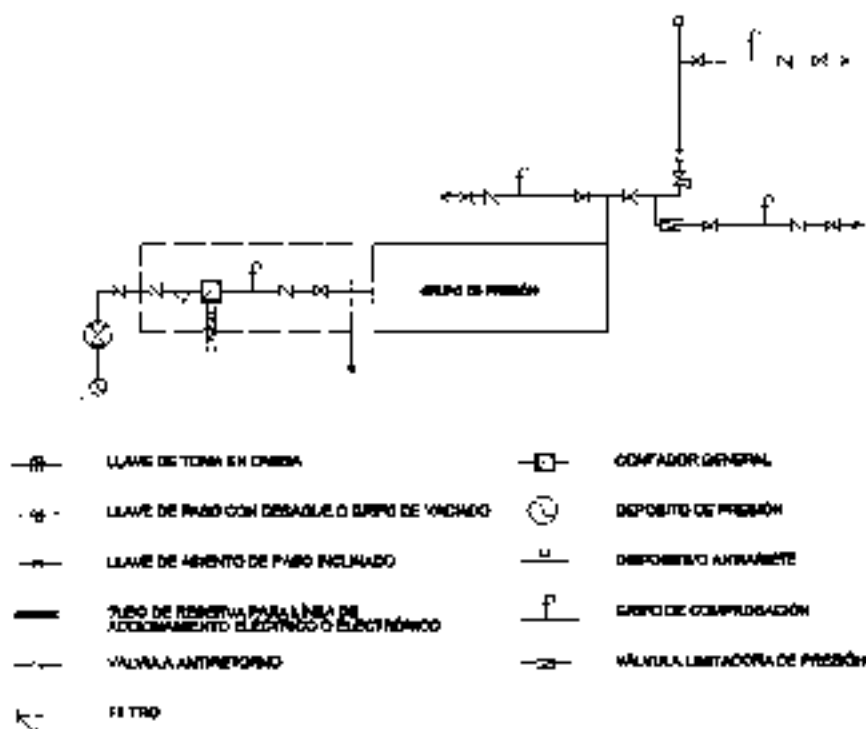 GRUPO DE PRESIÓN
LLAVE DE TOMA EN CARGA
LLAVE DE PASO CON DESAGÜE O GRIFO DE VACIADO
LLAVE DE ASIENTO DE PASO INCLINADO
TUBO DE RESERVA PARA LÍNEA DE
ACCIONAMIENTO ELÉCTRICO O ELECTRÓNICO
VÁLVULA ANTIRETORNO
FILTRO
CONTADOR GENERAL
DEPÓSITO DE PRESIÓN
DISPOSITIVO ANTIARIETE
GRIFO DE COMPROBACIÓN
VÁLVULA LIMITADORA DE PRESIÓN